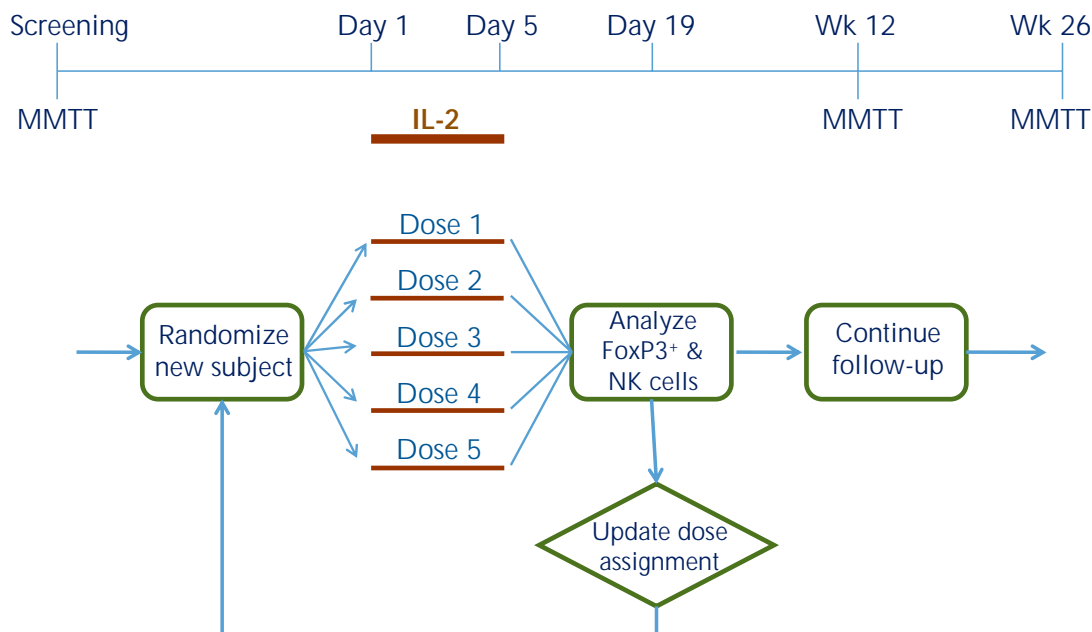 Screening
Day 1
Day 5
Day 19
Wk 12
Wk 26
MMTT
IL-2
MMTT
MMTT
Dose 1
Dose 2
Dose 3
Dose 4
Dose 5
Randomize
new subject
Analyze
FoxP3⁺ &
NK cells
Continue
follow-up
Update dose
assignment